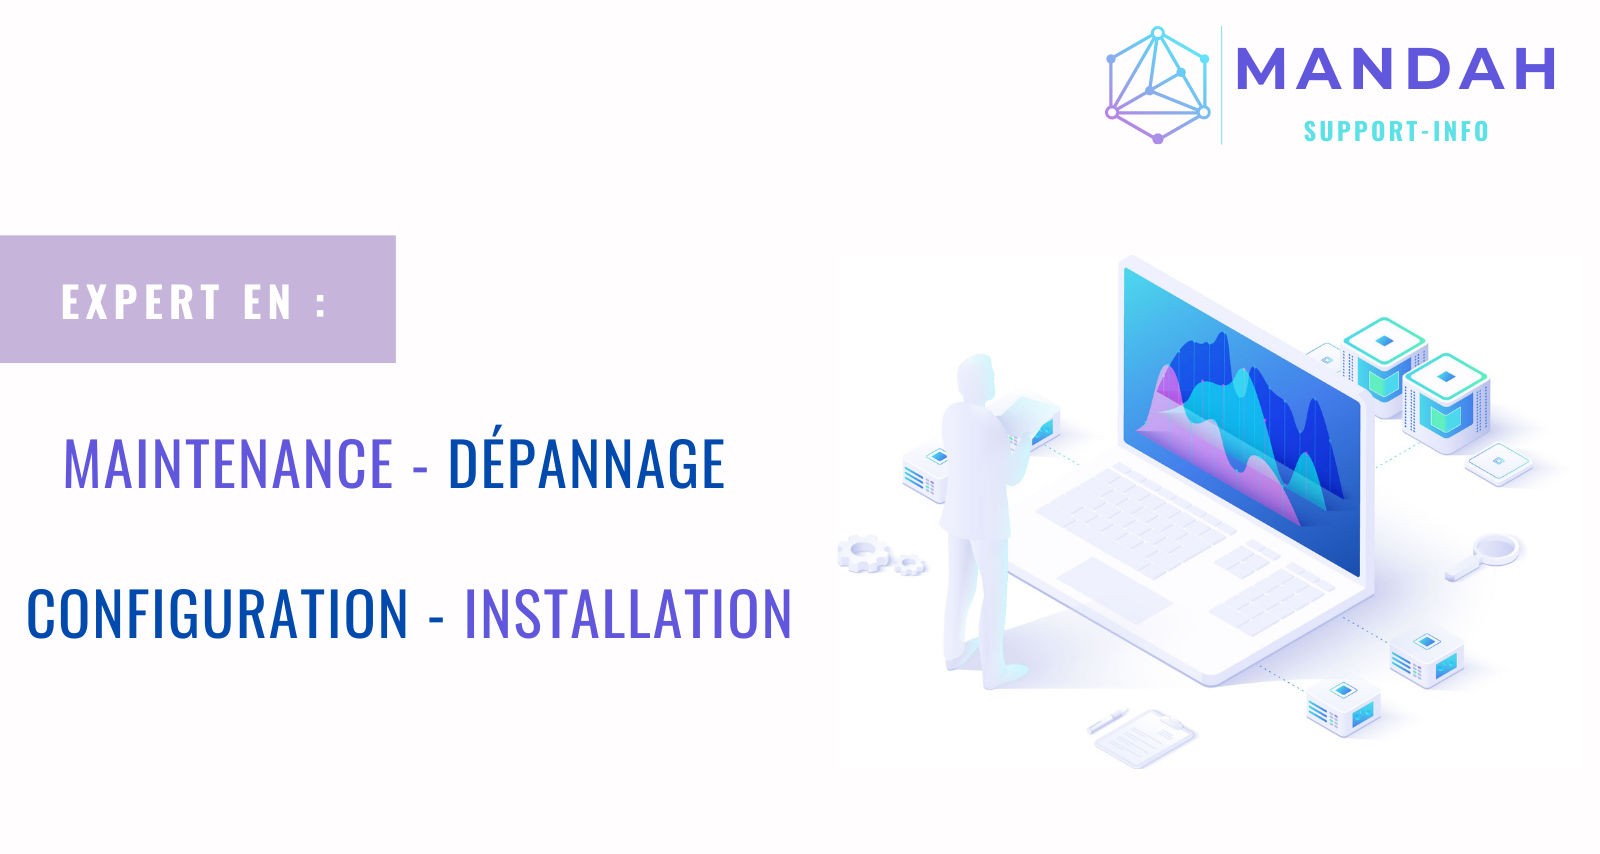 MANDAH
SUPPORT-INFO
EXPERT EN :
MAINTENANCE - DÉPANNAGE
CONFIGURATION - INSTALLATION